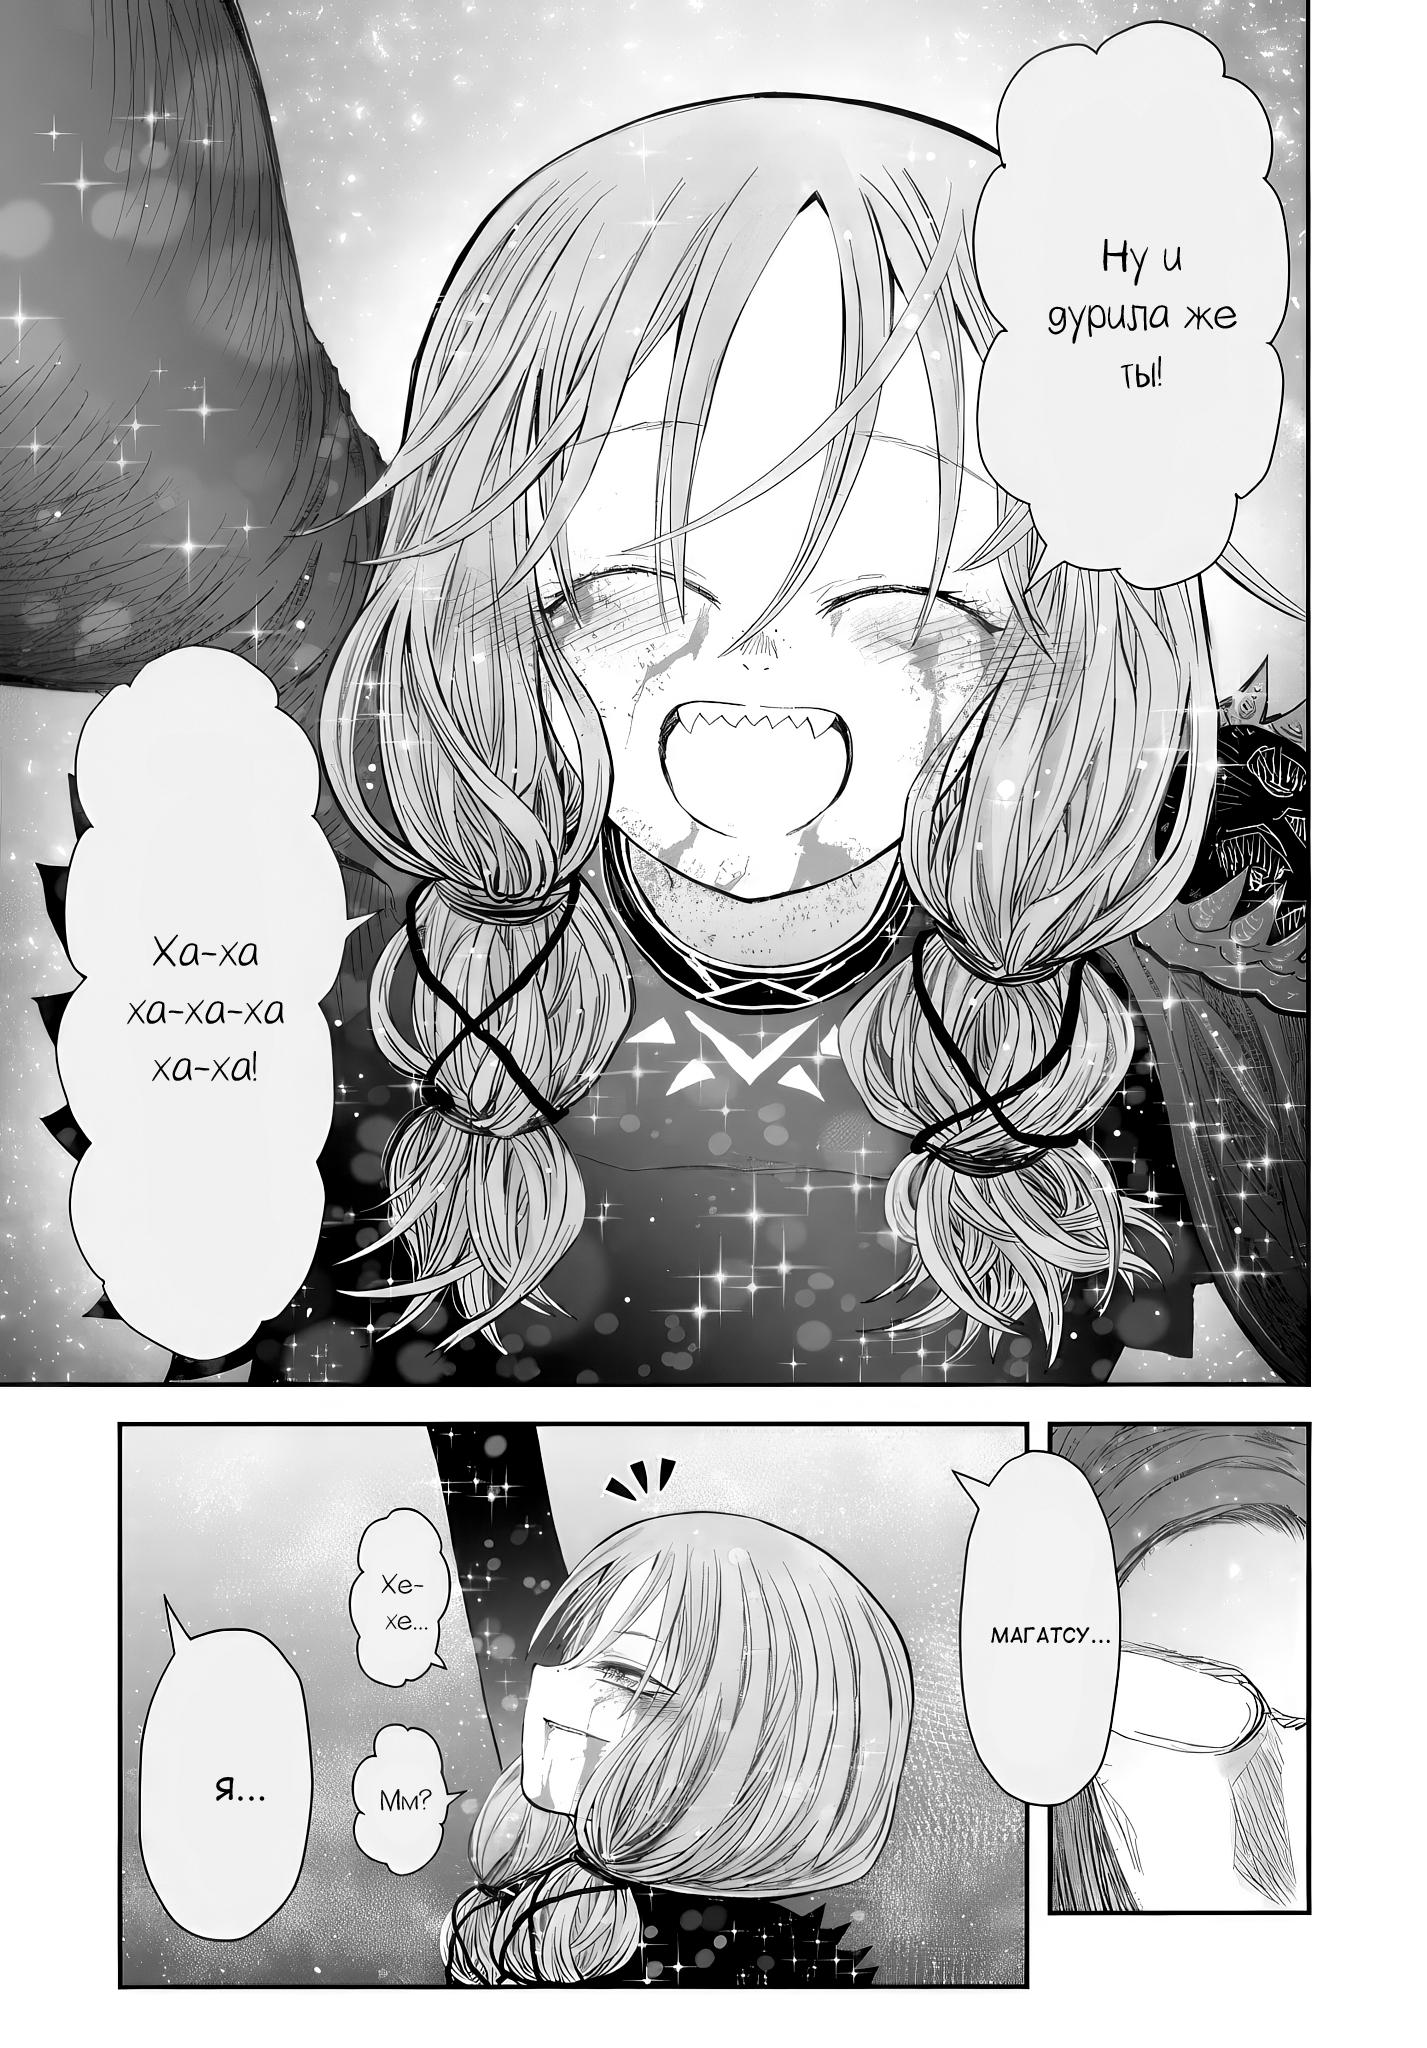 Ну и
дурила же
ты!
Ха-ха
ха-ха-ха
ха-ха!
МАГАТСУ...
Хе-
хе...
Мм?
Я...